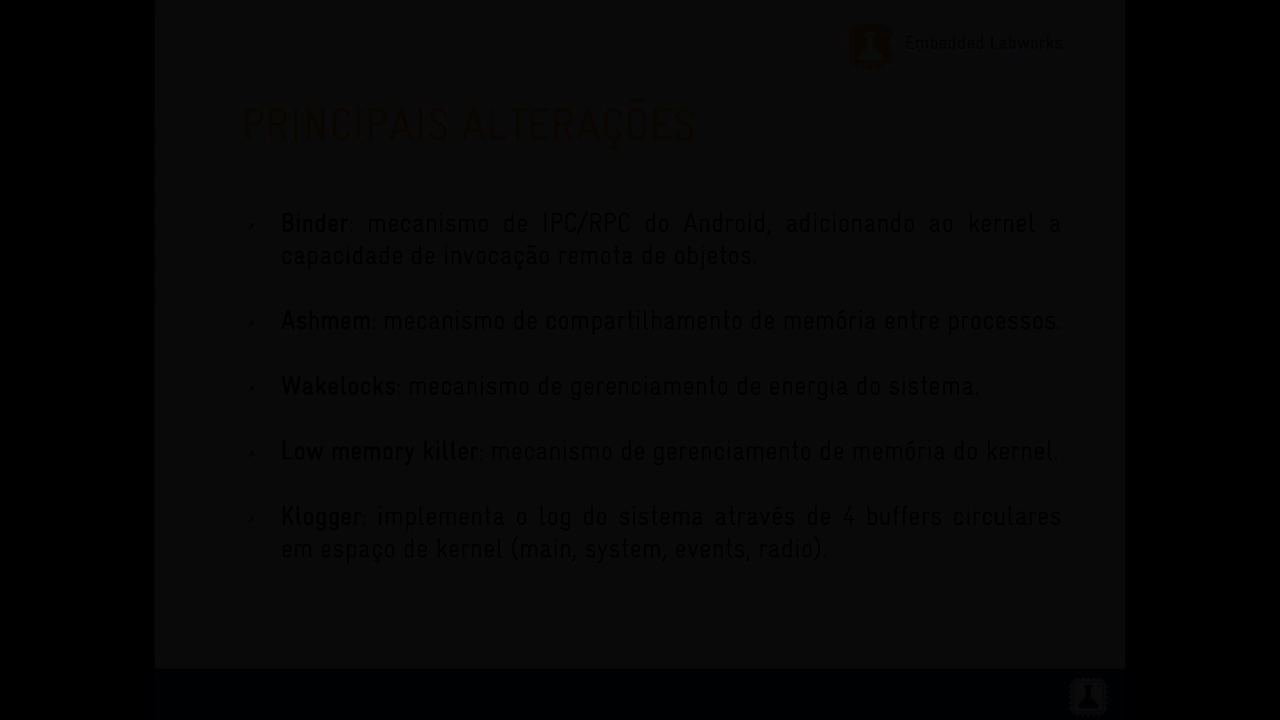 Embedded Labworks
PRINCIPAIS ALTERAÇÕES
Binder: mecanismo de IPC/RPC do Android, adicionando ao kernel a
capacidade de invocação remota de objetos.
Ashmem: mecanismo de compartilhamento de memória entre processos.
Wakelocks: mecanismo de gerenciamento de energia do sistema.
Low memory killer: mecanismo de gerenciamento de memória do kernel.
Klogger: implementa o log do sistema através de 4 buffers circulares
em espaço de kernel (main, system, events, radio).